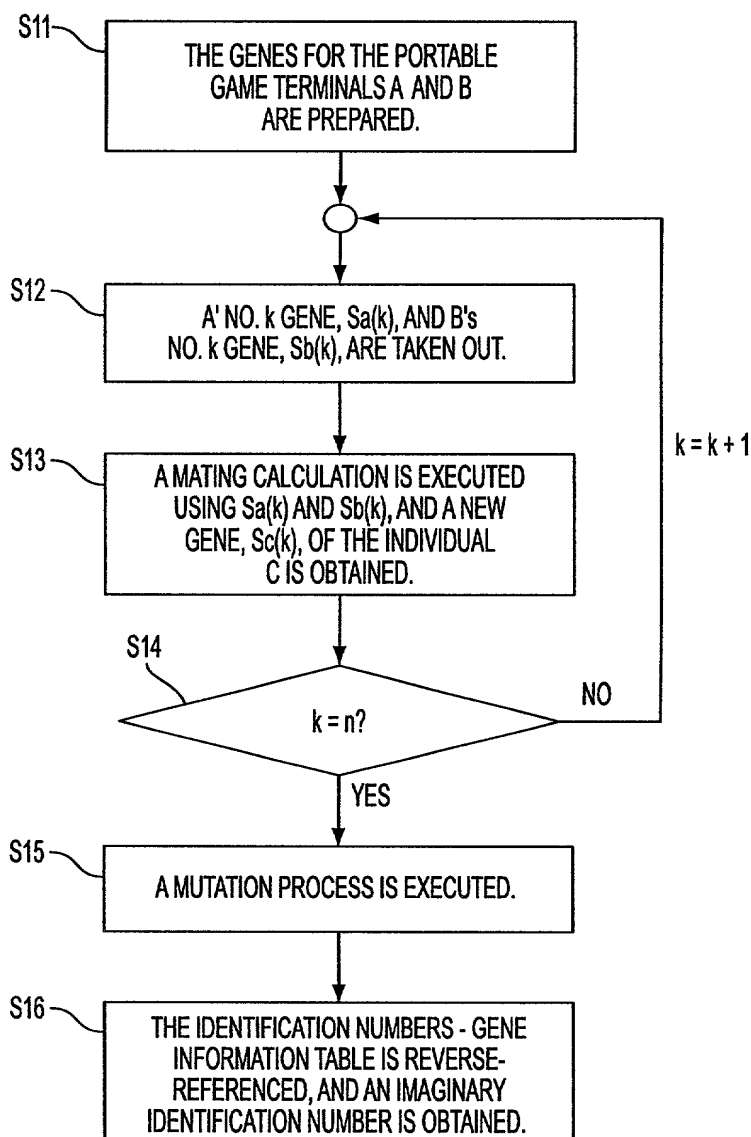 S11
THE GENES FOR THE PORTABLE
GAME TERMINALS A AND B
ARE PREPARED.
S12
A' NO. k GENE, Sa(k), AND B's
NO. k GENE, Sb(k), ARE TAKEN OUT.
S13
A MATING CALCULATION IS EXECUTED
USING Sa(k) AND Sb(k), AND A NEW
GENE, Sc(k), OF THE INDIVIDUAL
C IS OBTAINED.
k = k + 1
S14
k = n?
NO
YES
S15
A MUTATION PROCESS IS EXECUTED.
S16
THE IDENTIFICATION NUMBERS - GENE
INFORMATION TABLE IS REVERSE-
REFERENCED, AND AN IMAGINARY
IDENTIFICATION NUMBER IS OBTAINED.